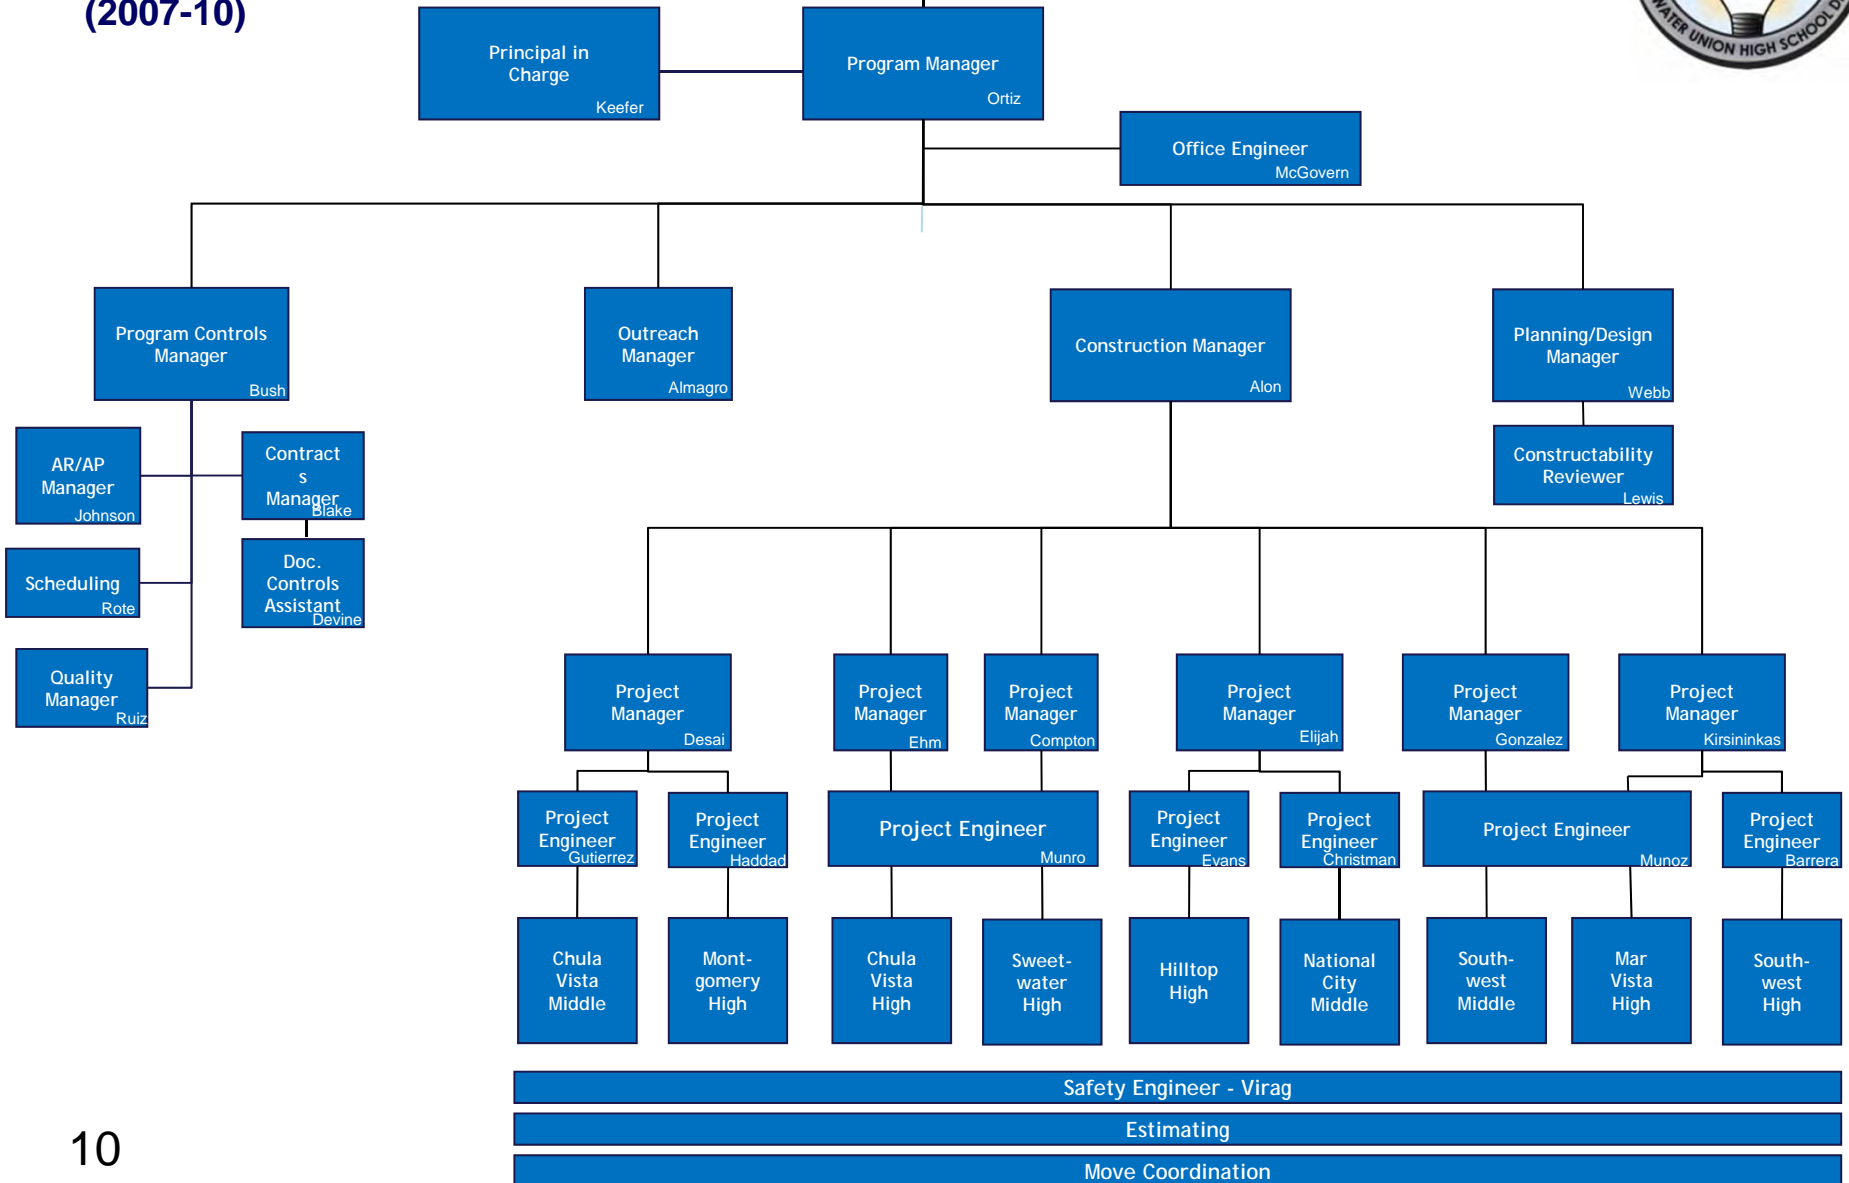 (2007-10)
Principal in
Charge
Keefer
Program Manager
Ortiz
WATER UNION HIGH SCHOOL
Office Engineer
McGovern
Program Controls
Manager
Bush
Outreach
Manager
Almagro
Construction Manager
Alon
Planning/Design
Manager
Webb
AR/AP
Manager
Johnson
Contract
s
Manager
Blake
Constructability
Reviewer
Lewis
Scheduling
Rote
Doc.
Controls
Assistant
Devine
Quality
Manager
Ruiz
Project
Manager
Desai
Project
Manager
Ehm
Project
Manager
Compton
Project
Manager
Elijah
Project
Manager
Gonzalez
Project
Manager
Kirsininkas
Project
Engineer
Gutierrez
Project
Engineer
Haddad
Project Engineer
Munro
Project
Engineer
Evans
Project
Engineer
Christman
Project Engineer
Munoz
Project
Engineer
Barrera
Chula
Vista
Middle
Mont-
gomery
High
Chula
Vista
High
Sweet-
water
High
Hilltop
High
National
City
Middle
South-
west
Middle
Mar
Vista
High
South-
west
High
Safety Engineer - Virag
Estimating
Move Coordination
10